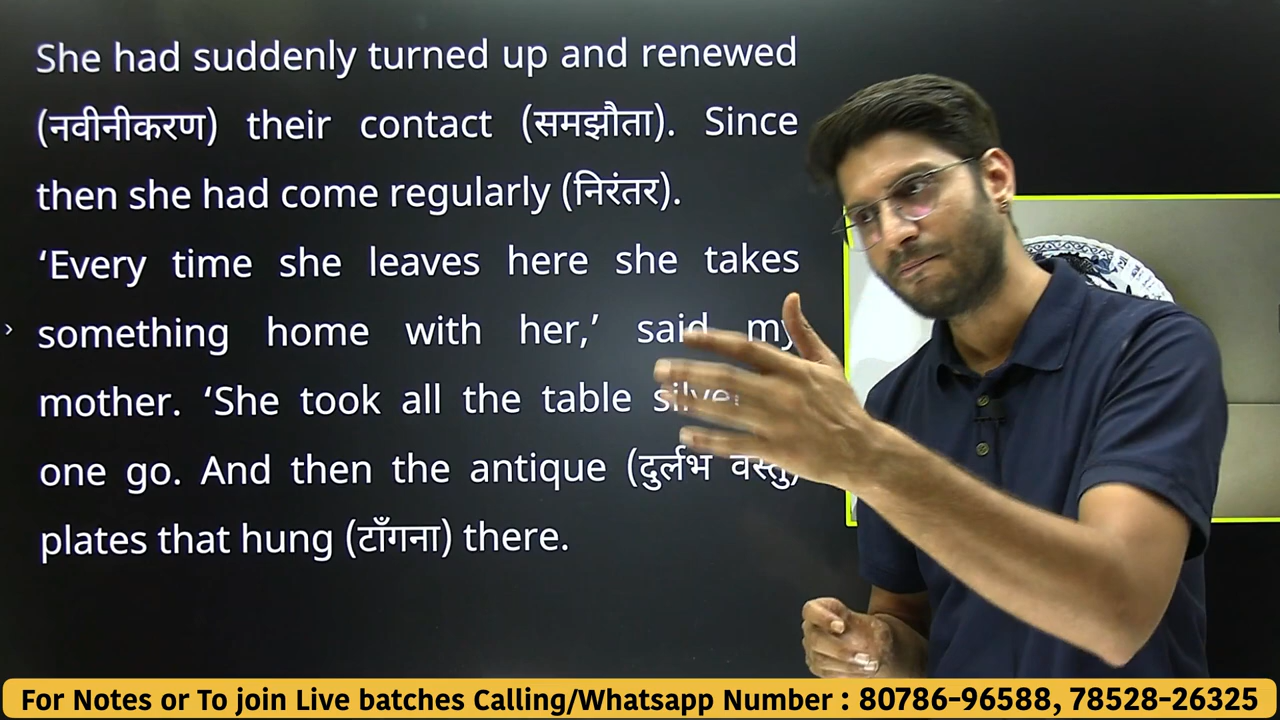 She had suddenly turned up and renewed
(नवीनीकरण) their contact (समझौता). Since
then she had come regularly (निरंतर).
‘Every time she leaves here she takes
something home with her,’ said my
mother. ‘She took all the table
one go. And then the antique (दुर्लभ वस्तु)
plates that hung (टाँगना) there.
For Notes or To join Live batches Calling/Whatsapp Number : 80786-96588, 78528-26325